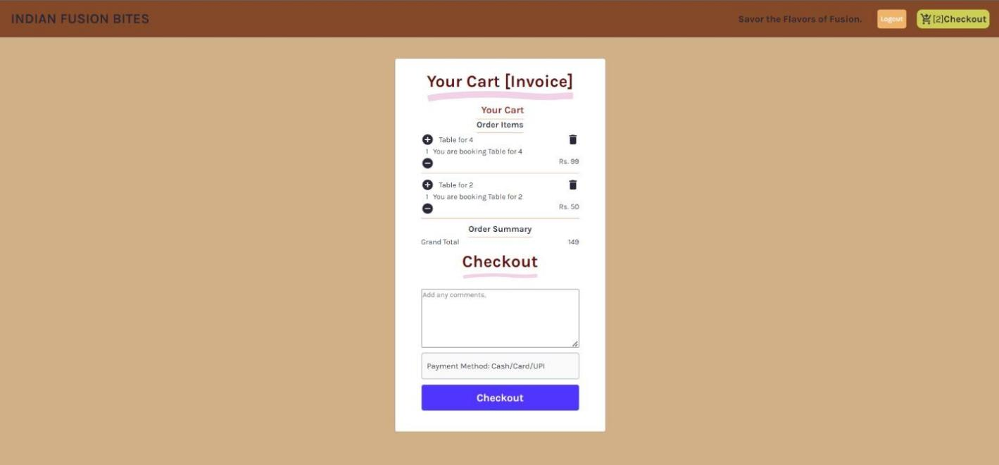 INDIAN FUSION BITES
Savor the Flavors of Fusion.
Logout
[2]Checkout
Your Cart [Invoice]
Your Cart
Order Items
Table for 4
1 You are booking Table for 4
Rs. 99
Table for 2
1 You are booking Table for 2
Rs. 50
Order Summary
Grand Total 149
Checkout
Add any comments,
Payment Method: Cash/Card/UPI
Checkout